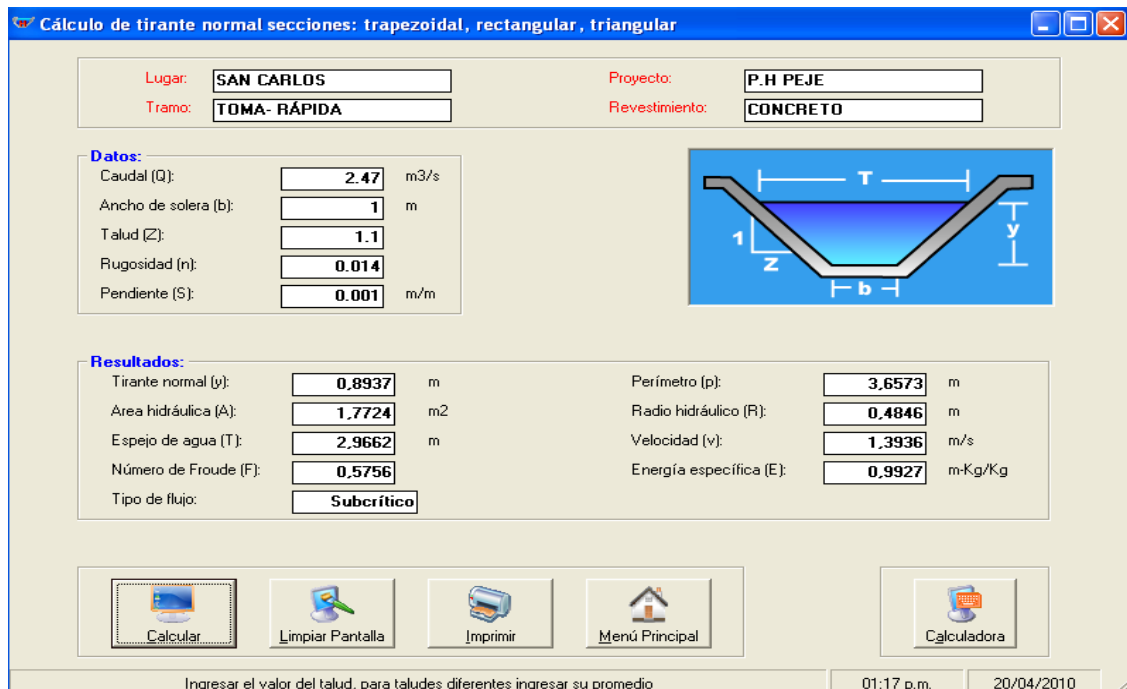 Cálculo de tirante normal secciones: trapezoidal, rectangular, triangular
Lugar: SAN CARLOS Proyecto: P.H PEJE
Tramo: TOMA- RÁPIDA Revestimiento: CONCRETO
Datos:
Caudal (Q): 2.47 m3/s
Ancho de solera (b): 1 m
Talud (Z): 1.1
Rugosidad (n): 0.014
Pendiente (S): 0.001 m/m
T
y
1
Z
b
Resultados:
Tirante normal (y): 0,8937 m Perímetro (p): 3,6573 m
Area hidráulica (A): 1,7724 m2 Radio hidráulico (R): 0,4846 m
Espejo de agua (T): 2,9662 m Velocidad (v): 1,3936 m/s
Número de Froude (F): 0,5756 Energía específica (E): 0,9927 m-Kg/Kg
Tipo de flujo: Subcrítico
Calcular Limpiar Pantalla Imprimir Menú Principal Calculadora
Ingresar el valor del talud, para taludes diferentes ingresar su promedio 01:17 p.m. 20/04/2010